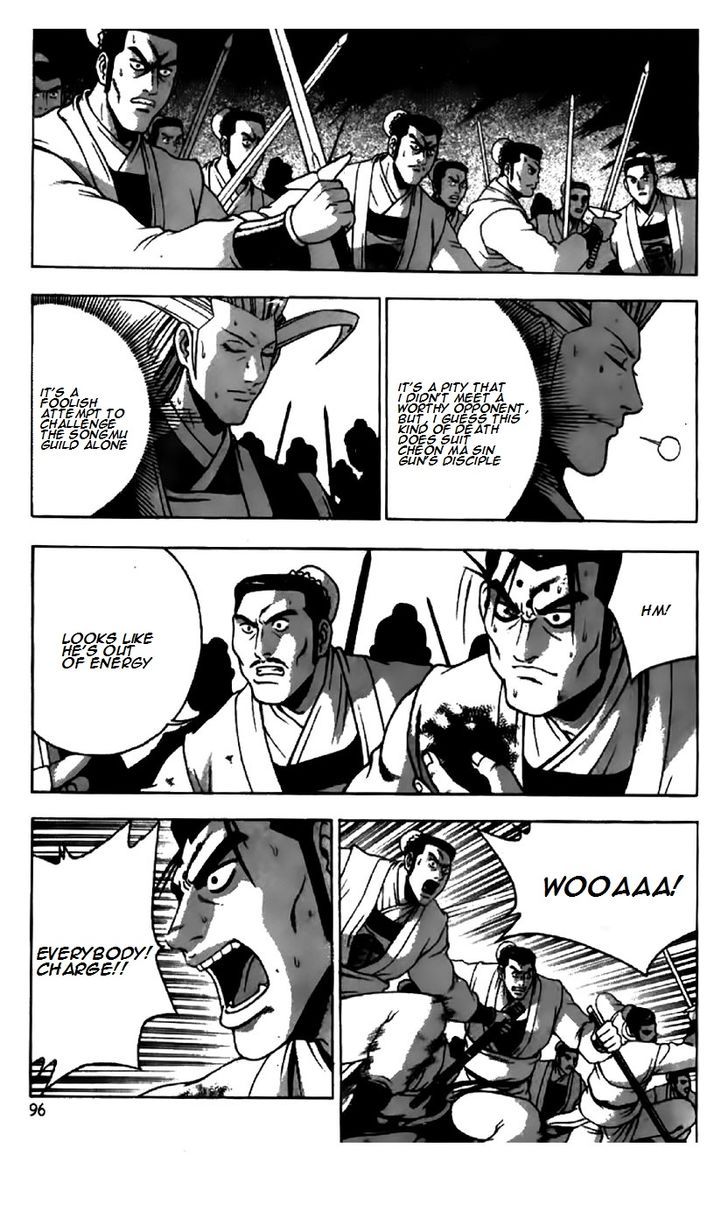 IT'S A
FOOLISH
ATTEMPT TO
CHALLENGE
THE SONGMU
GUILD ALONE
IT'S A PITY THAT
I DIDN'T MEET A
WORTHY OPPONENT,
BUT, I GUESS THIS
KIND OF DEATH
DOES SUIT
CHEON MA SIN
GUN'S DISCIPLE
LOOKS LIKE
HE'S OUT
OF ENERGY
HM!
EVERYBODY!
CHARGE!!
WOOAAA!
96